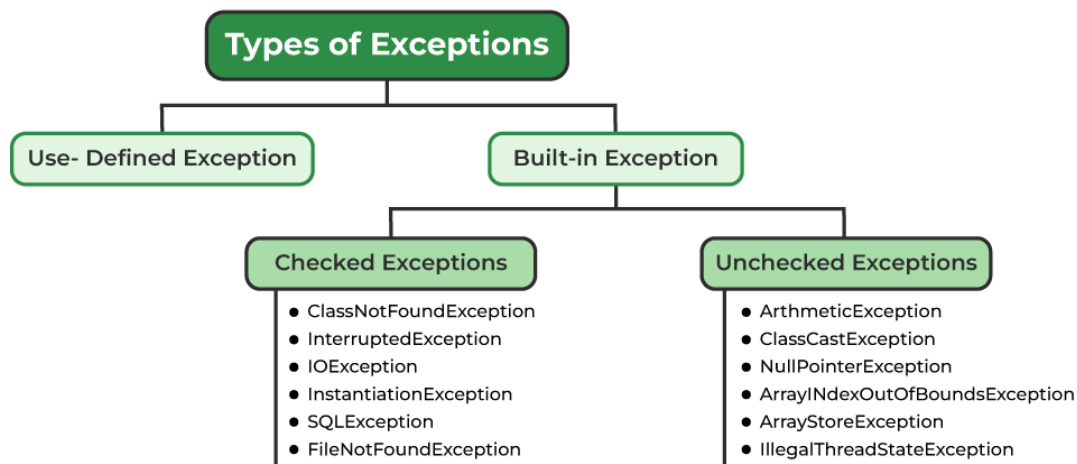 Types of Exceptions
Use- Defined Exception
Built-in Exception
Checked Exceptions
• ClassNotFoundException
• InterruptedException
• IOException
• InstantiationException
• SQLException
• FileNotFoundException
Unchecked Exceptions
• ArthmeticException
• ClassCastException
• NullPointerException
• ArrayINdexOutOfBoundsException
• ArrayStoreException
• IllegalThreadStateException